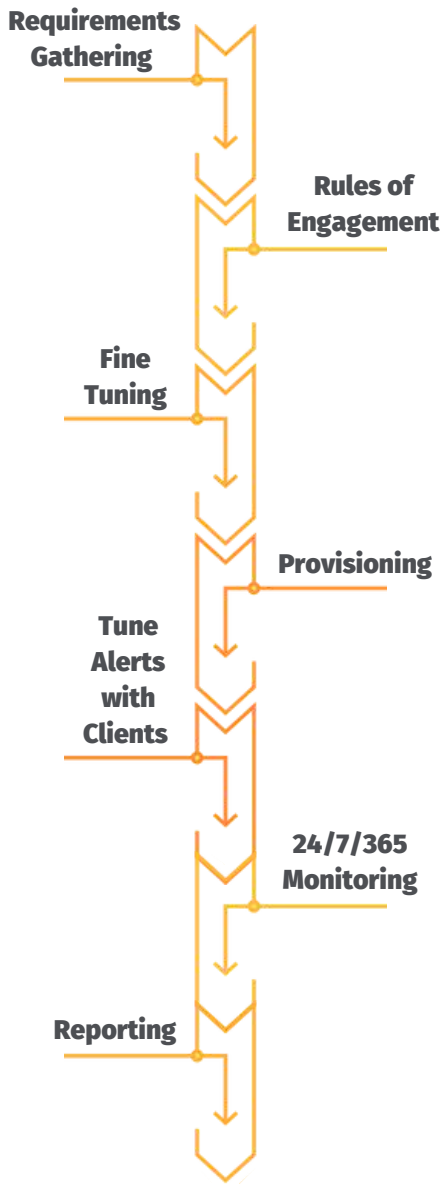 Requirements
Gathering
Rules of
Engagement
Fine
Tuning
Provisioning
Tune
Alerts
with
Clients
24/7/365
Monitoring
Reporting